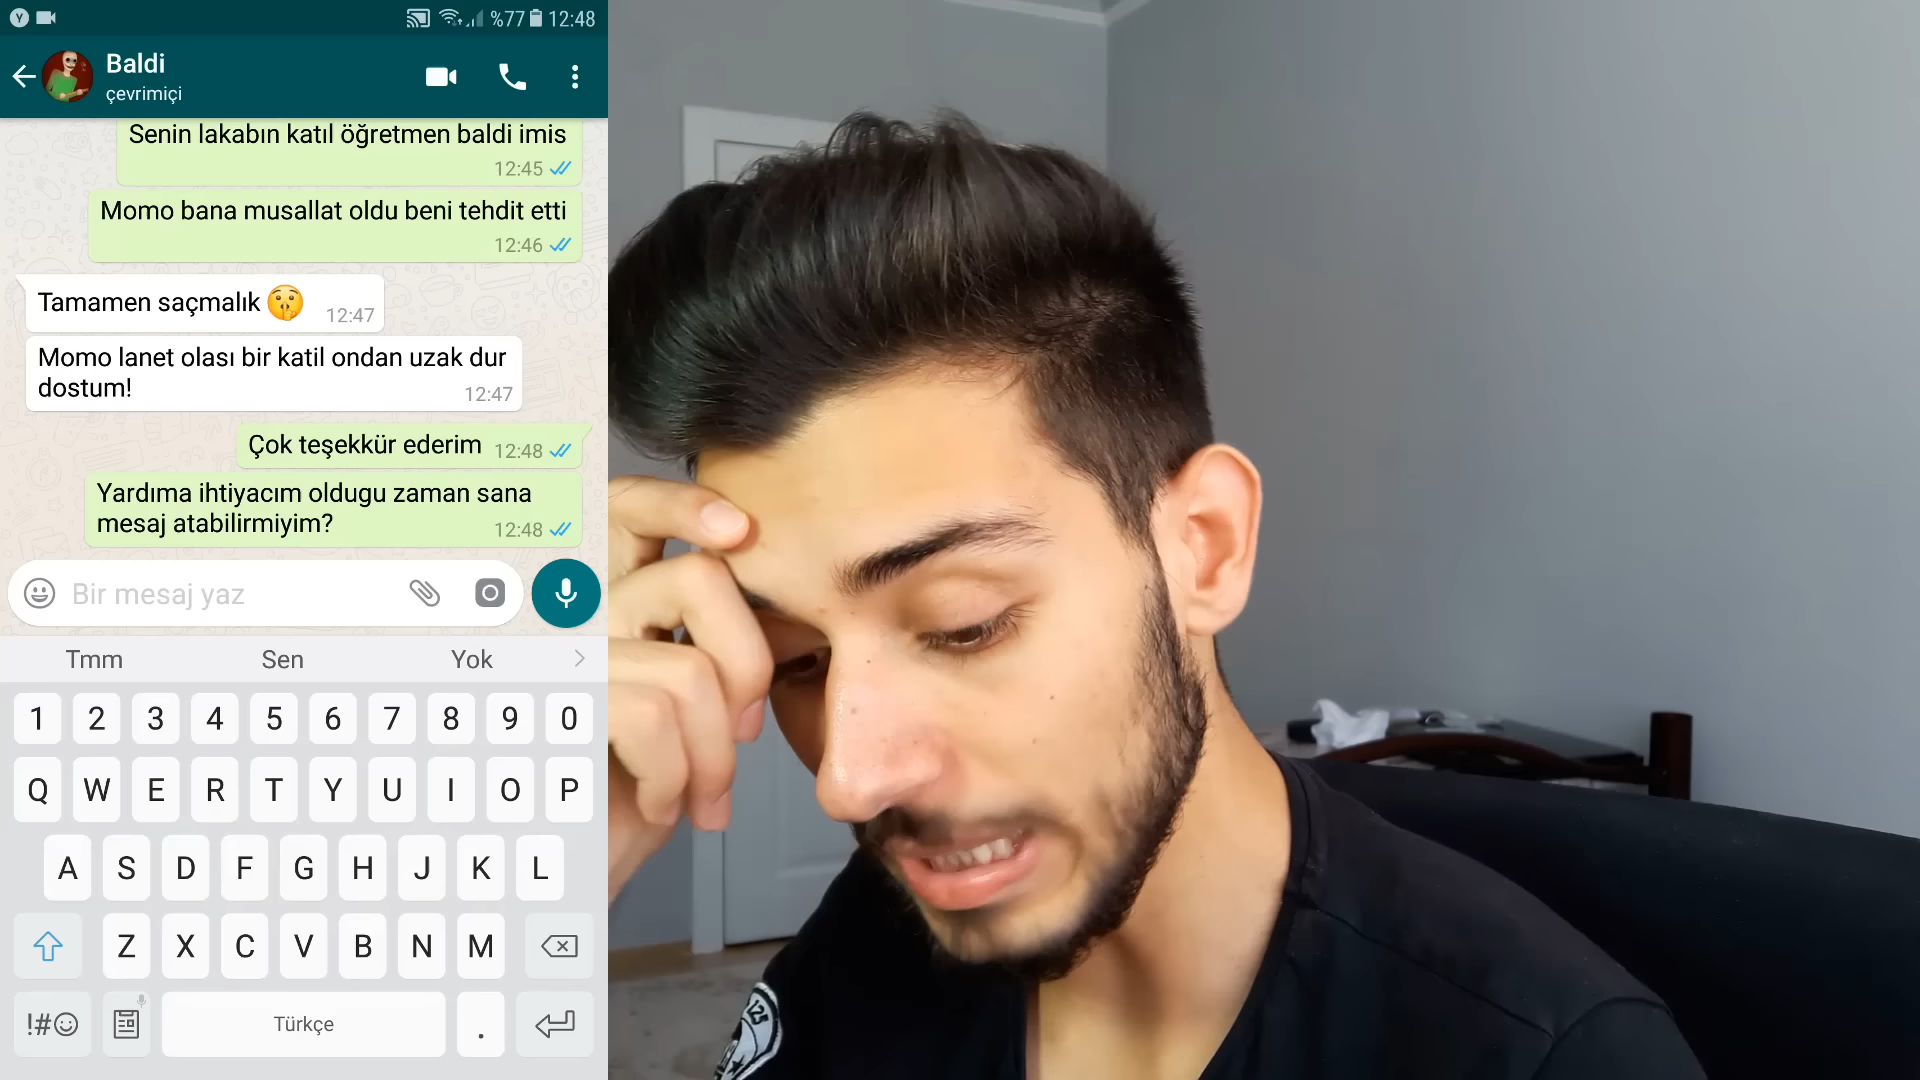 %77 12:48
Baldi
çevrimiçi
Senin lakabın katıl öğretmen baldi imis
12:45
Momo bana musallat oldu beni tehdit etti
12:46
Tamamen saçmalık 🤫 12:47
Momo lanet olası bir katil ondan uzak dur
dostum! 12:47
Çok teşekkür ederim 12:48
Yardıma ihtiyacım oldugu zaman sana
mesaj atabilirmiyim? 12:48
Bir mesaj yaz
Tmm Sen Yok
1 2 3 4 5 6 7 8 9 0
Q W E R T Y U I O P
A S D F G H J K L
Z X C V B N M
!#☺ Türkçe .
125